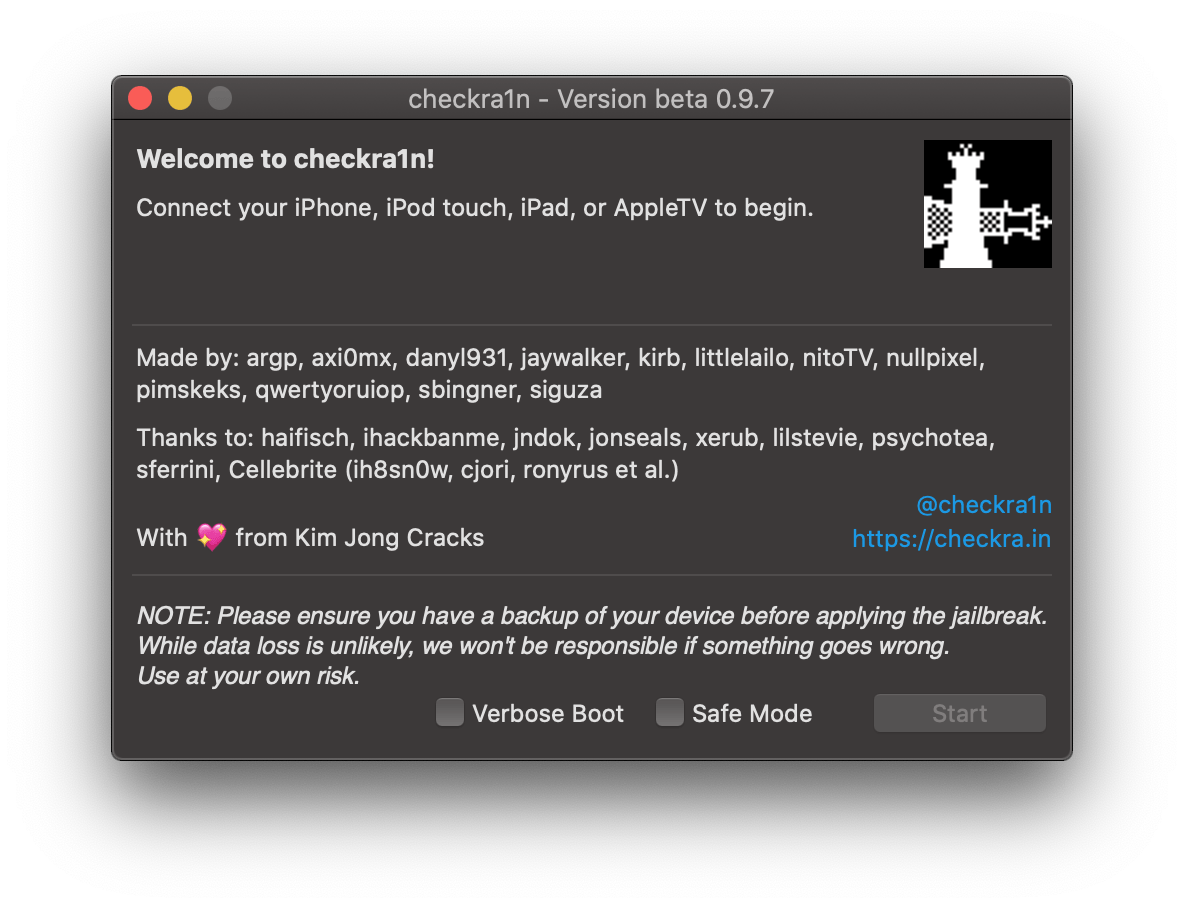 checkra1n - Version beta 0.9.7
Welcome to checkra1n!
Connect your iPhone, iPod touch, iPad, or AppleTV to begin.
Made by: argp, axi0mx, danyl931, jaywalker, kirb, littlelailo, nitoTV, nullpixel,
pimskeks, qwertyoruiop, sbingner, siguza
Thanks to: haifisch, ihackbanme, jndok, jonseals, xerub, lilstevie, psychotea,
sferrini, Cellebrite (ih8sn0w, cjori, ronyrus et al.)
@checkra1n
With 💖 from Kim Jong Cracks
https://checkra.in
NOTE: Please ensure you have a backup of your device before applying the jailbreak.
While data loss is unlikely, we won't be responsible if something goes wrong.
Use at your own risk.
Verbose Boot
Safe Mode
Start